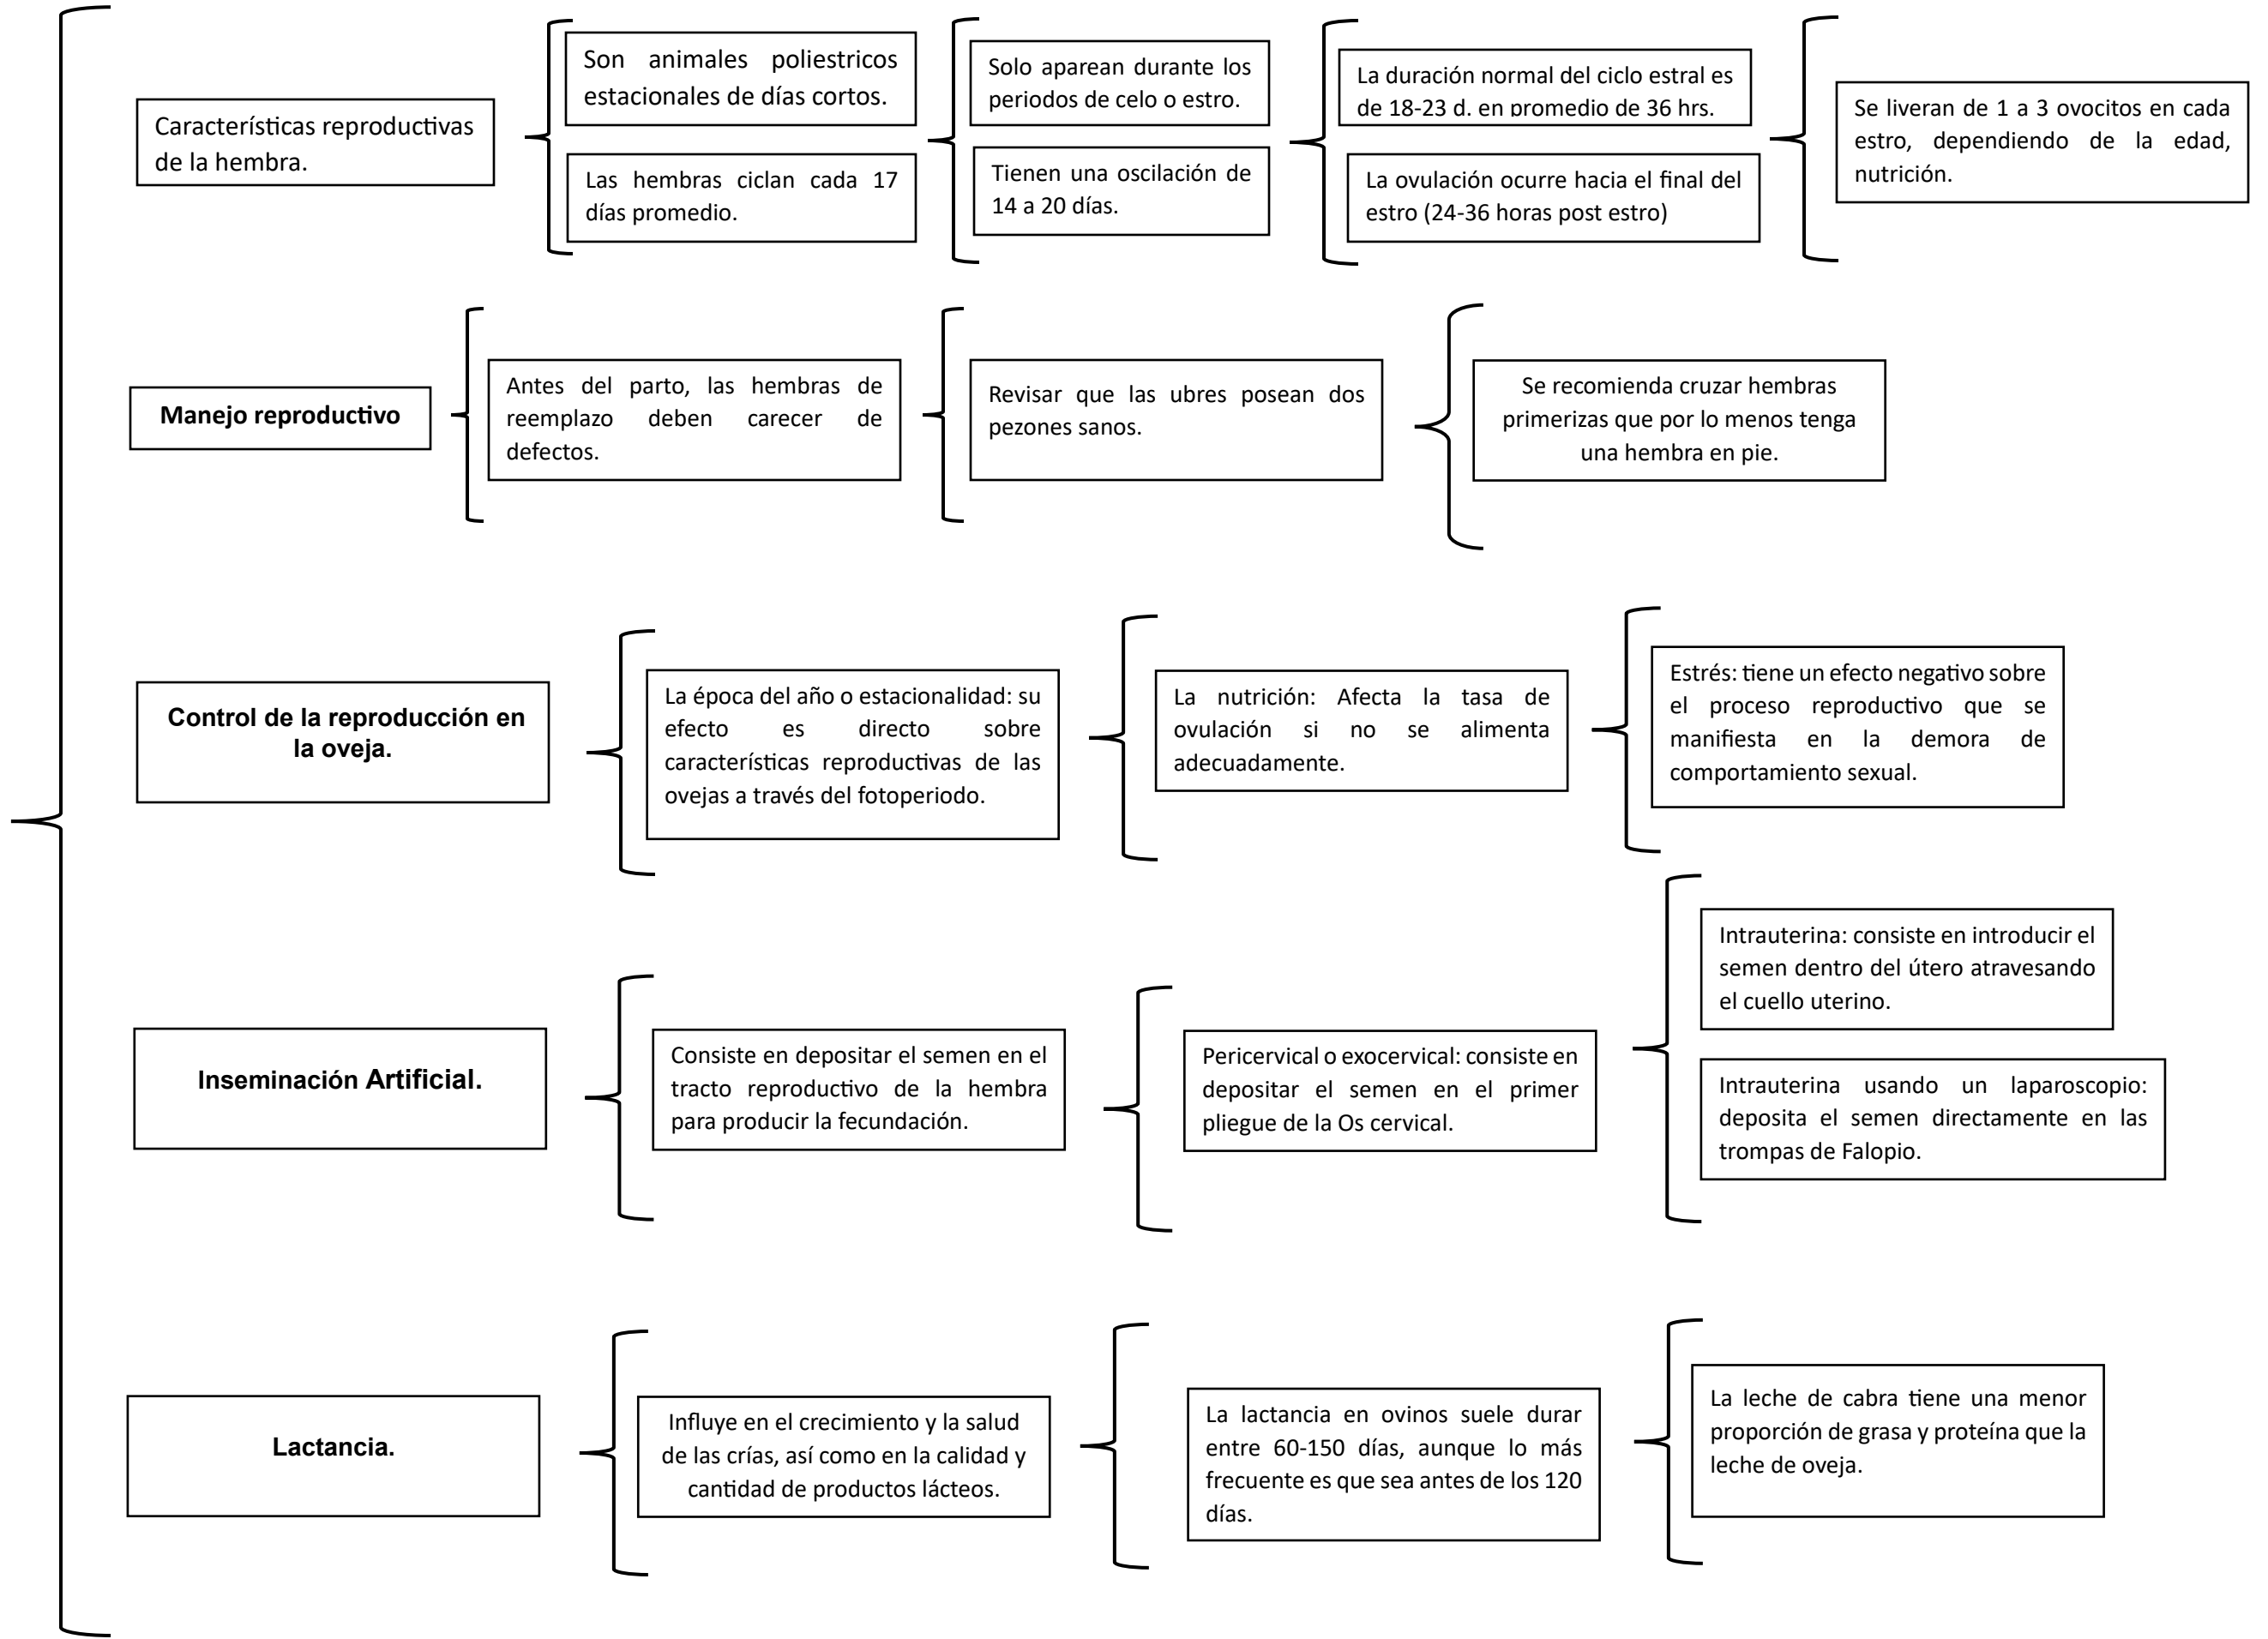 Características reproductivas
de la hembra.
Son animales poliestricos
estacionales de días cortos.
Las hembras ciclan cada 17
días promedio.
Solo aparean durante los
periodos de celo o estro.
Tienen una oscilación de
14 a 20 días.
La duración normal del ciclo estral es
de 18-23 d. en promedio de 36 hrs.
La ovulación ocurre hacia el final del
estro (24-36 horas post estro)
Se liveran de 1 a 3 ovocitos en cada
estro, dependiendo de la edad,
nutrición.
Manejo reproductivo
Antes del parto, las hembras de
reemplazo deben carecer de
defectos.
Revisar que las ubres posean dos
pezones sanos.
Se recomienda cruzar hembras
primerizas que por lo menos tenga
una hembra en pie.
Control de la reproducción en
la oveja.
La época del año o estacionalidad: su
efecto es directo sobre
características reproductivas de las
ovejas a través del fotoperiodo.
La nutrición: Afecta la tasa de
ovulación si no se alimenta
adecuadamente.
Estrés: tiene un efecto negativo sobre
el proceso reproductivo que se
manifiesta en la demora de
comportamiento sexual.
Inseminación Artificial.
Consiste en depositar el semen en el
tracto reproductivo de la hembra
para producir la fecundación.
Pericervical o exocervical: consiste en
depositar el semen en el primer
pliegue de la Os cervical.
Intrauterina: consiste en introducir el
semen dentro del útero atravesando
el cuello uterino.
Intrauterina usando un laparoscopio:
deposita el semen directamente en las
trompas de Falopio.
Lactancia.
Influye en el crecimiento y la salud
de las crías, así como en la calidad y
cantidad de productos lácteos.
La lactancia en ovinos suele durar
entre 60-150 días, aunque lo más
frecuente es que sea antes de los 120
días.
La leche de cabra tiene una menor
proporción de grasa y proteína que la
leche de oveja.